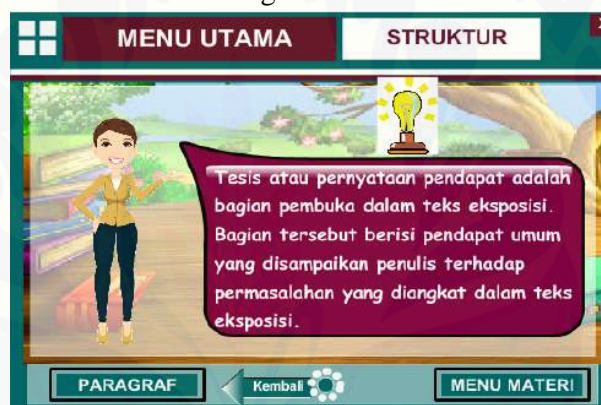 MENU UTAMA
STRUKTUR
Tesis atau pernyataan pendapat adalah
bagian pembuka dalam teks eksposisi.
Bagian tersebut berisi pendapat umum
yang disampaikan penulis terhadap
permasalahan yang diangkat dalam teks
eksposisi.
PARAGRAF
Kembali
MENU MATERI